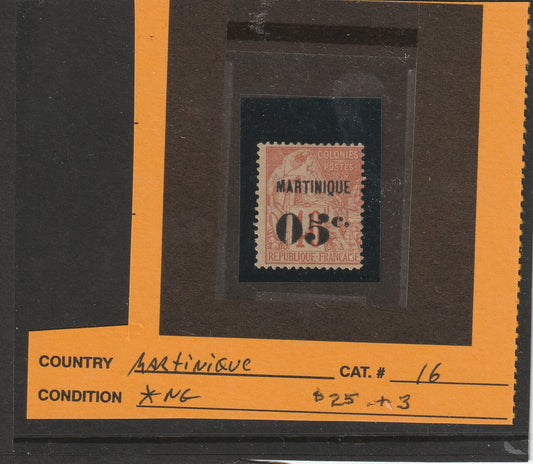 COLONIES
POSTES
MARTINIQUE
05c.
REPUBLIQUE FRANÇAISE
COUNTRY Martinique CAT. # 16
CONDITION *NG $25 + 3